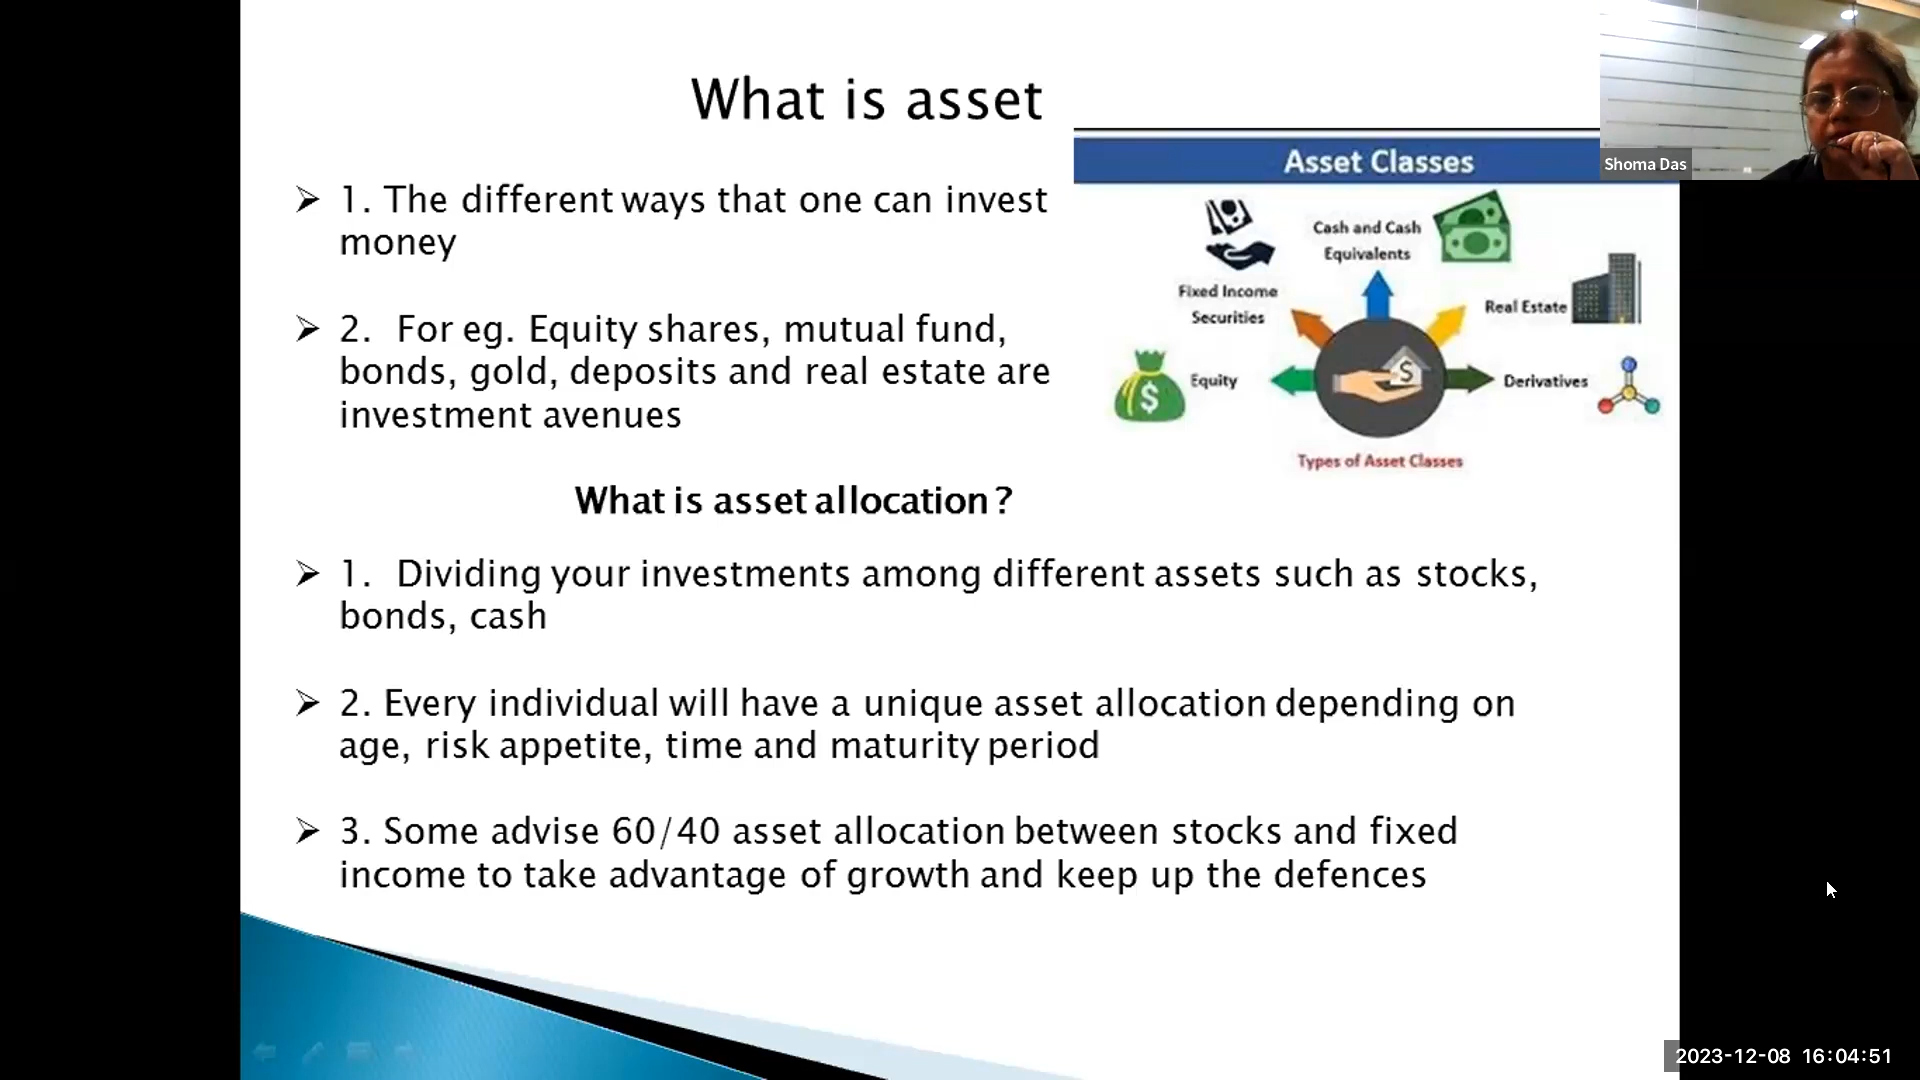 What is asset
➢ 1. The different ways that one can invest
money
➢ 2. For eg. Equity shares, mutual fund,
bonds, gold, deposits and real estate are
investment avenues
Asset Classes
Cash and Cash
Equivalents
Fixed Income
Securities
Real Estate
Equity
$
$
Derivatives
Types of Asset Classes
What is asset allocation ?
➢ 1. Dividing your investments among different assets such as stocks,
bonds, cash
➢ 2. Every individual will have a unique asset allocation depending on
age, risk appetite, time and maturity period
➢ 3. Some advise 60/40 asset allocation between stocks and fixed
income to take advantage of growth and keep up the defences
Shoma Das
2023-12-08 16:04:51